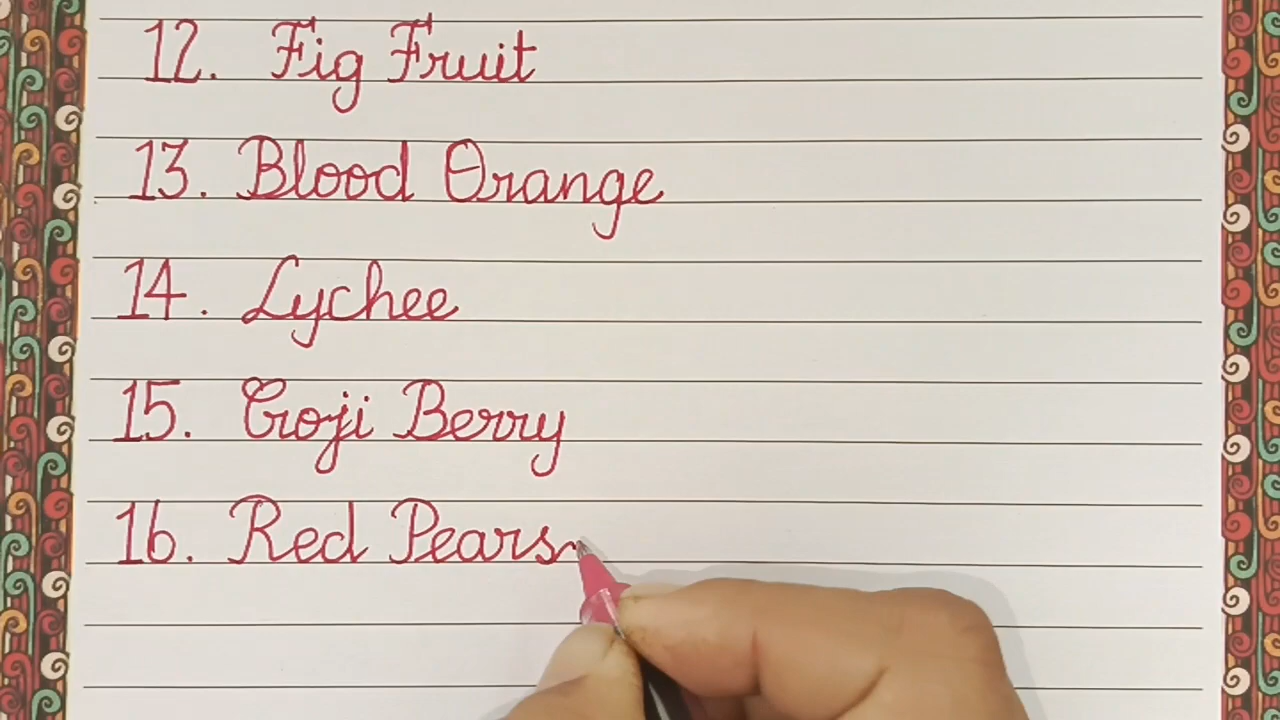 12. Fig Fruit
13. Blood Orange
14. Lychee
15. Goji Berry
16. Red Pears